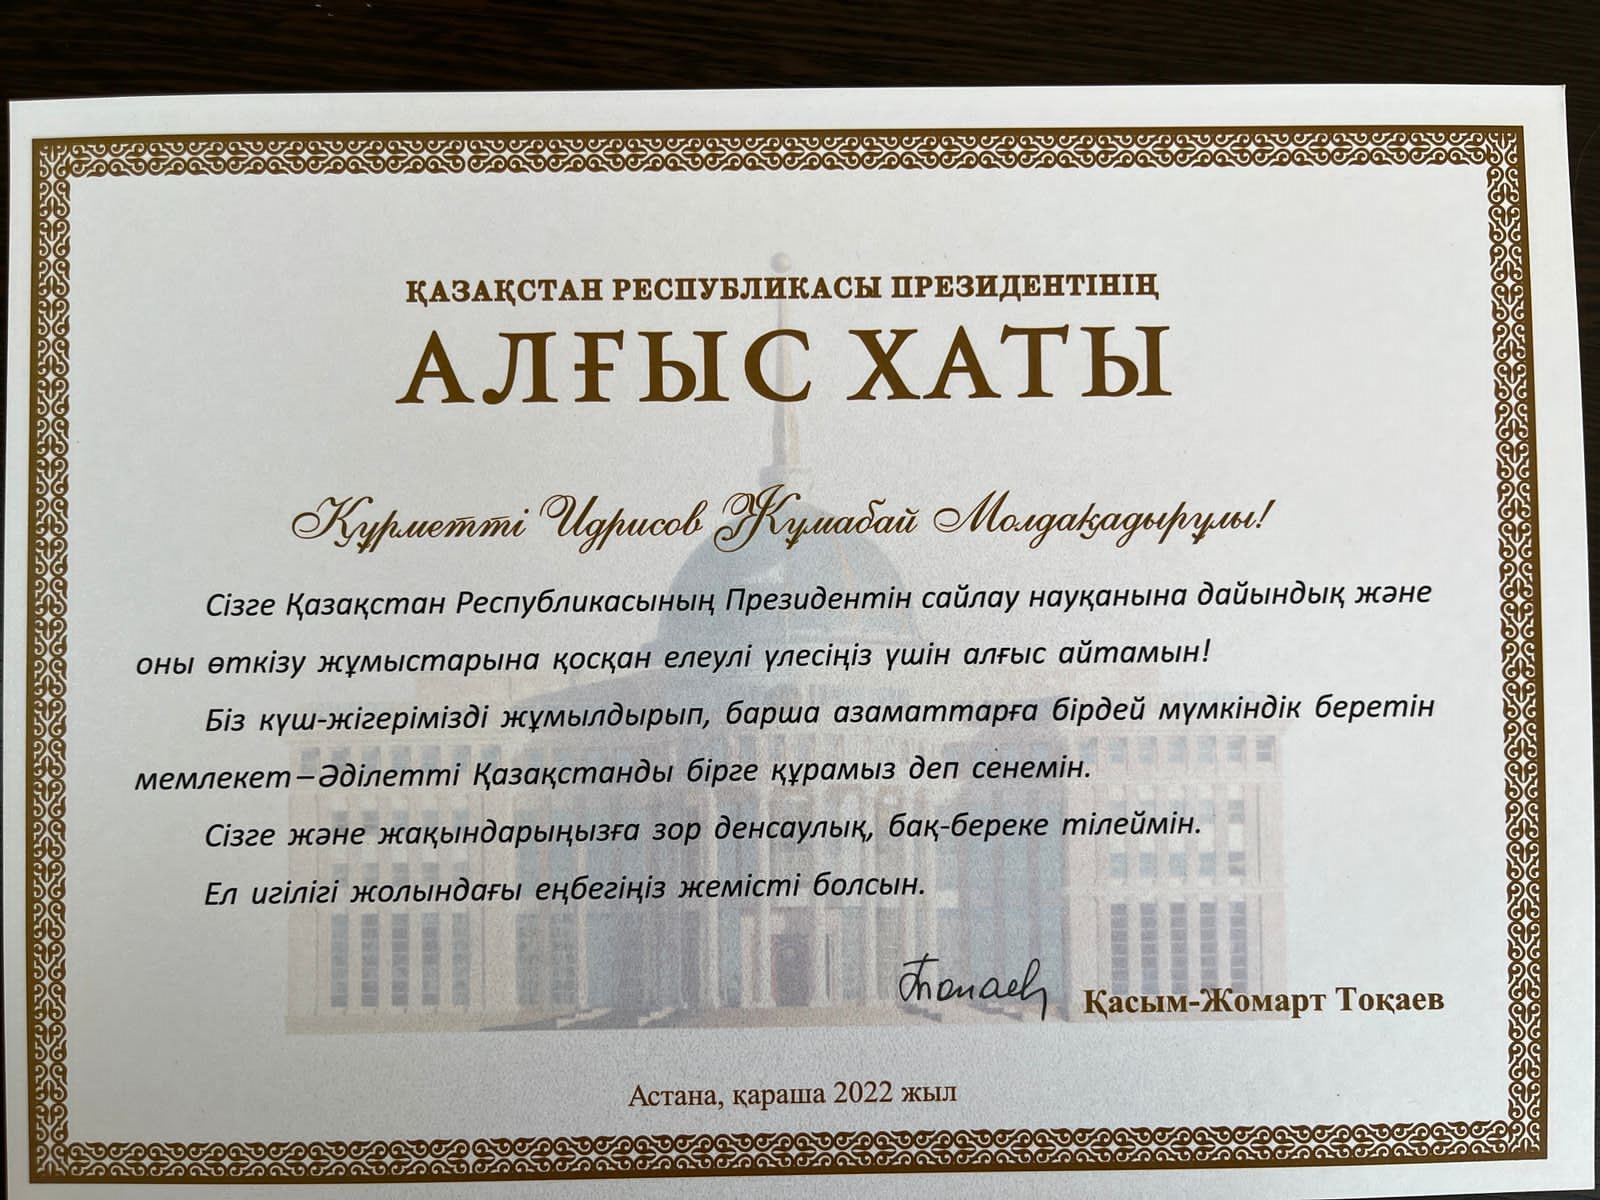 ҚАЗАҚСТАН РЕСПУБЛИКАСЫ ПРЕЗИДЕНТІНІҢ
АЛҒЫС ХАТЫ
Құрметті Идрисов Жұмабай Молдақадырұлы!
Сізге Қазақстан Республикасының Президентін сайлау науқанына дайындық және
оны өткізу жұмыстарына қосқан елеулі үлесіңіз үшін алғыс айтамын!
Біз күш-жігерімізді жұмылдырып, барша азаматтарға бірдей мүмкіндік беретін
мемлекет–Әділетті Қазақстанды бірге құрамыз деп сенемін.
Сізге және жақындарыңызға зор денсаулық, бақ-береке тілеймін.
Ел игілігі жолындағы еңбегіңіз жемісті болсын.
Тоқаев Қасым-Жомарт Тоқаев
Астана, қараша 2022 жыл